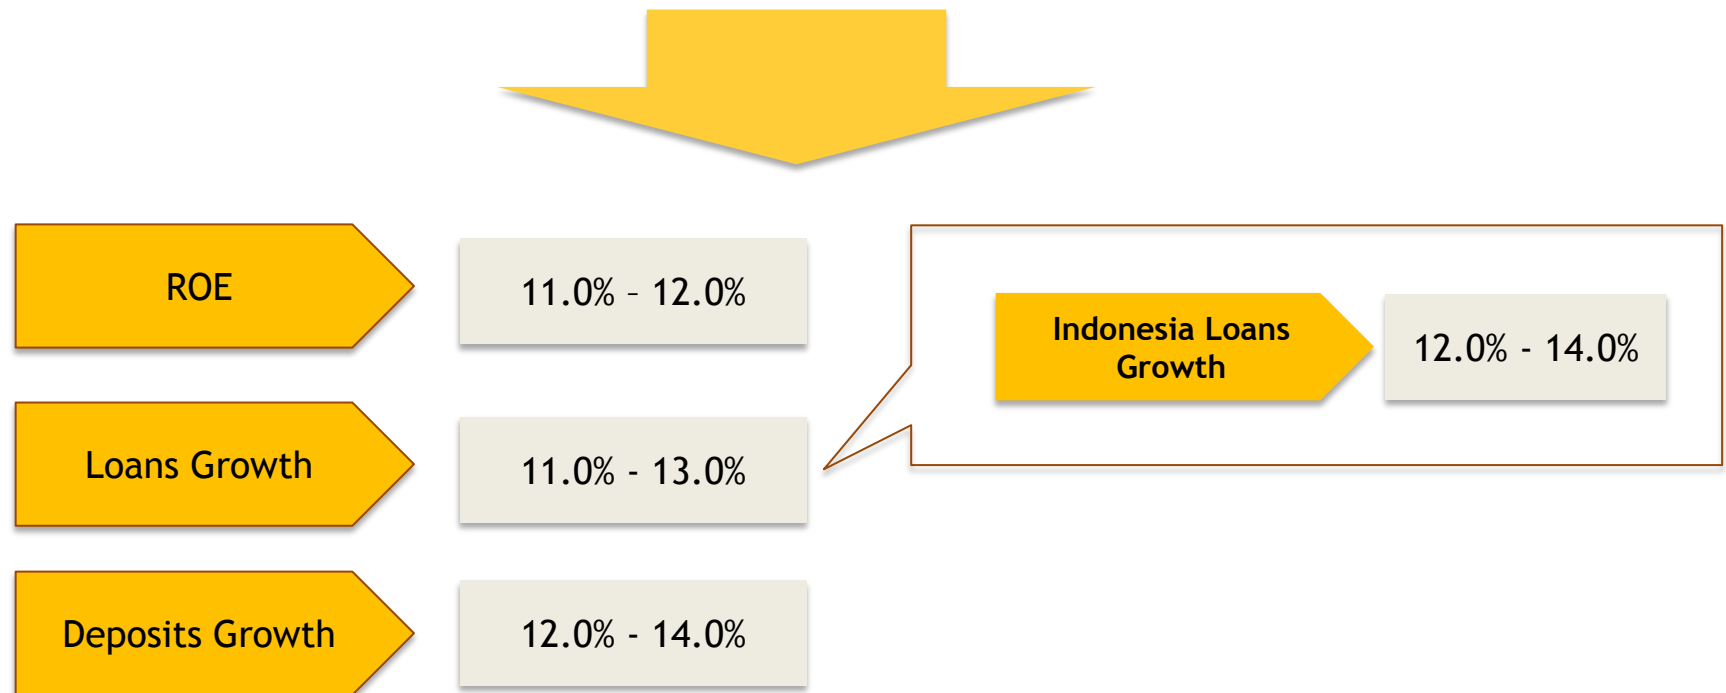 ROE
11.0% – 12.0%
Indonesia Loans
Growth
12.0% - 14.0%
Loans Growth
11.0% - 13.0%
Deposits Growth
12.0% - 14.0%